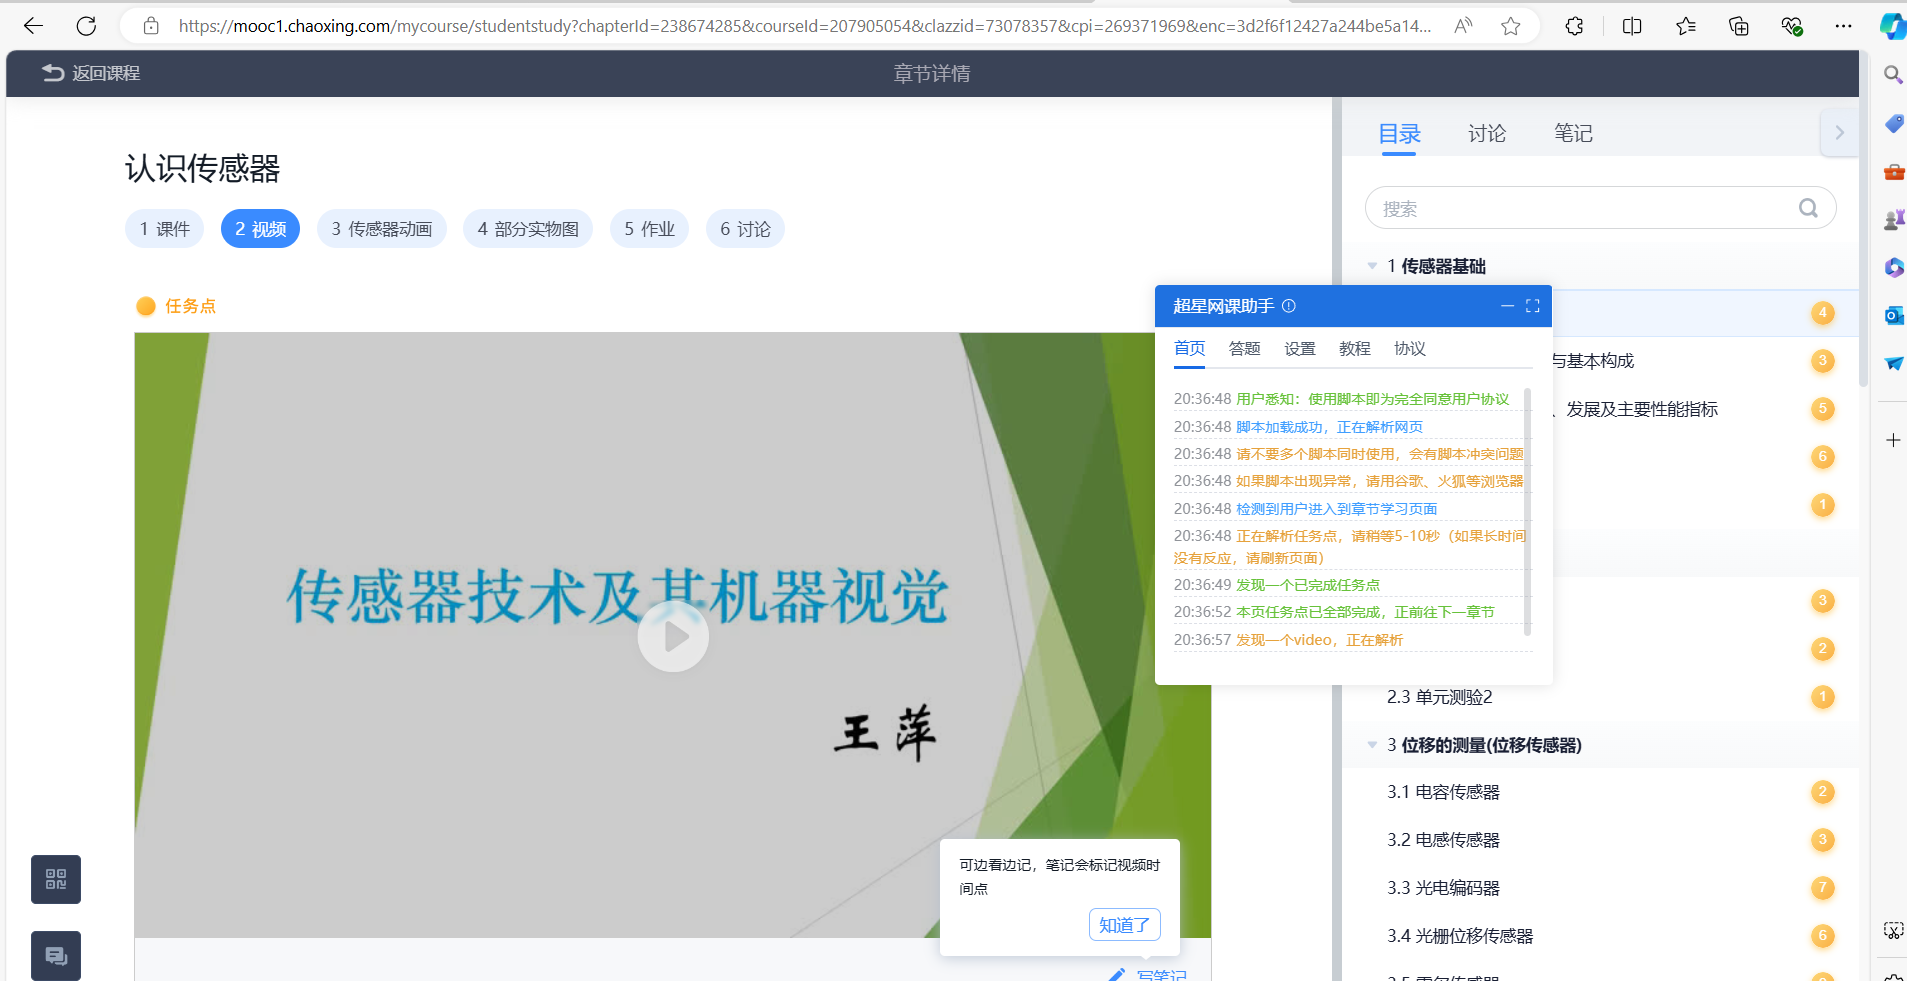 https://mooc1.chaoxing.com/mycourse/studentstudy?chapterId=238674285&courseId=207905054&clazzid=73078357&cpi=269371969&enc=3d2f6f12427a244be5a14...
返回课程
章节详情
认识传感器
1 课件
2 视频
3 传感器动画
4 部分实物图
5 作业
6 讨论
任务点
传感器技术及其机器视觉
王萍
可边看边记，笔记会标记视频时
间点
知道了
写笔记
超星网课助手
首页
答题
设置
教程
协议
20:36:48 用户悉知：使用脚本即为完全同意用户协议
20:36:48 脚本加载成功，正在解析网页
20:36:48 请不要多个脚本同时使用，会有脚本冲突问题
20:36:48 如果脚本出现异常，请用谷歌、火狐等浏览器
20:36:48 检测到用户进入到章节学习页面
20:36:48 正在解析任务点，请稍等5-10秒（如果长时间
没有反应，请刷新页面）
20:36:49 发现一个已完成任务点
20:36:52 本页任务点已全部完成，正前往下一章节
20:36:57 发现一个video，正在解析
目录
讨论
笔记
搜索
1 传感器基础
4
与基本构成
3
、发展及主要性能指标
5
6
1
3
2
2.3 单元测验2
1
3 位移的测量(位移传感器)
3.1 电容传感器
2
3.2 电感传感器
3
3.3 光电编码器
7
3.4 光栅位移传感器
6